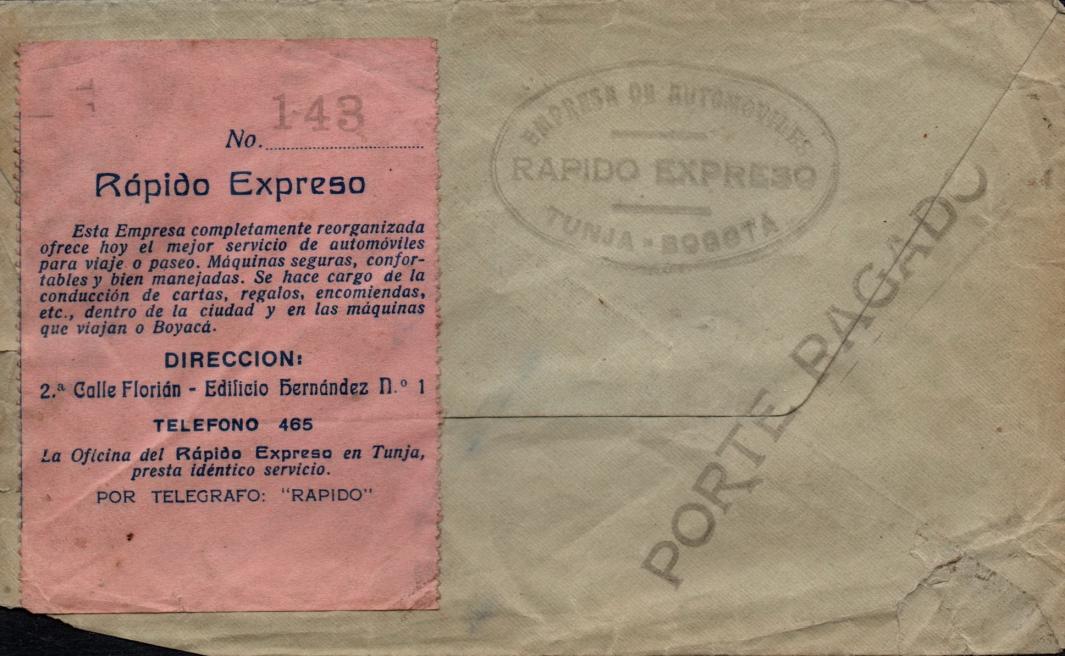 No. 143
Rápido Expreso
Esta Empresa completamente reorganizada
ofrece hoy el mejor servicio de automóviles
para viaje o paseo. Máquinas seguras, confor-
tables y bien manejadas. Se hace cargo de la
conducción de cartas, regalos, encomiendas,
etc., dentro de la ciudad y en las máquinas
que viajan o Boyacá.
DIRECCION:
2.ª Calle Florián - Edificio Hernández N.º 1
TELEFONO 465
La Oficina del Rápido Expreso en Tunja,
presta idéntico servicio.
POR TELEGRAFO: "RAPIDO"
EMPRESA DE AUTOMOVILES
RAPIDO EXPRESO
TUNJA - BOGOTÁ
PORTE PAGADO